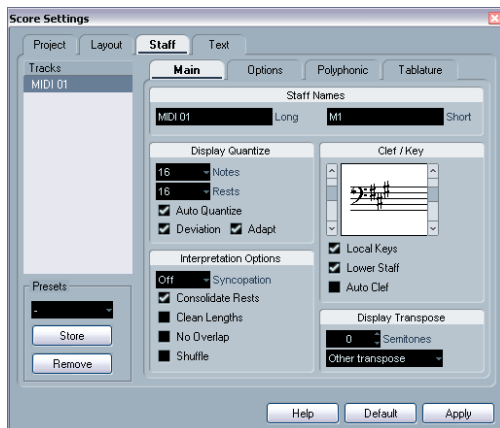 Score Settings
Project Layout Staff Text
Tracks
MIDI 01
Main Options Polyphonic Tablature
Staff Names
MIDI 01 Long M1 Short
Display Quantize
16 Notes
16 Rests
Auto Quantize
Deviation Adapt
Clef / Key
Local Keys
Lower Staff
Auto Clef
Interpretation Options
Off Syncopation
Consolidate Rests
Clean Lengths
No Overlap
Shuffle
Display Transpose
0 Semitones
Other transpose
Presets
-
Store
Remove
Help Default Apply